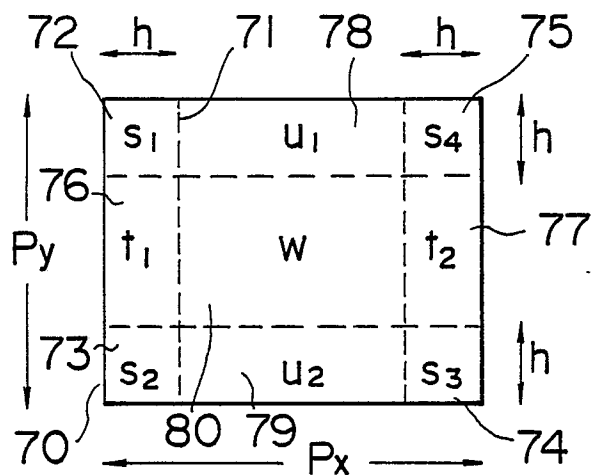 72 h 71 78 h 75
s₁ u₁ s₄ h
76
Py t₁ w t₂ 77
73 s₂ u₂ s₃ h
70 80 79 Px 74